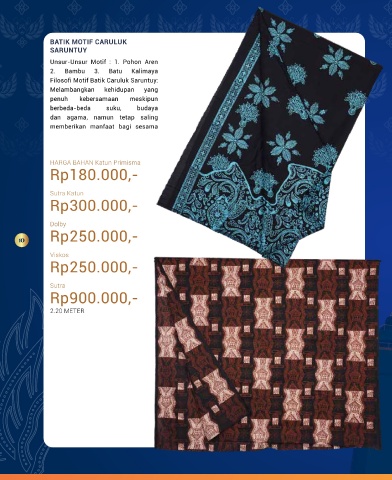 BATIK MOTIF CARULUK
SARUNTUY
Unsur-Unsur Motif : 1. Pohon Aren
2. Bambu 3. Batu Kalimaya
Filosofi Motif Batik Caruluk Saruntuy:
Melambangkan kehidupan yang
penuh kebersamaan meskipun
berbeda-beda suku, budaya
dan agama, namun tetap saling
memberikan manfaat bagi sesama
HARGA BAHAN Katun Primisma
Rp180.000,-
Sutra Katun
Rp300.000,-
Dolby
Rp250.000,-
Viskos
Rp250.000,-
Sutra
Rp900.000,-
2.20 METER